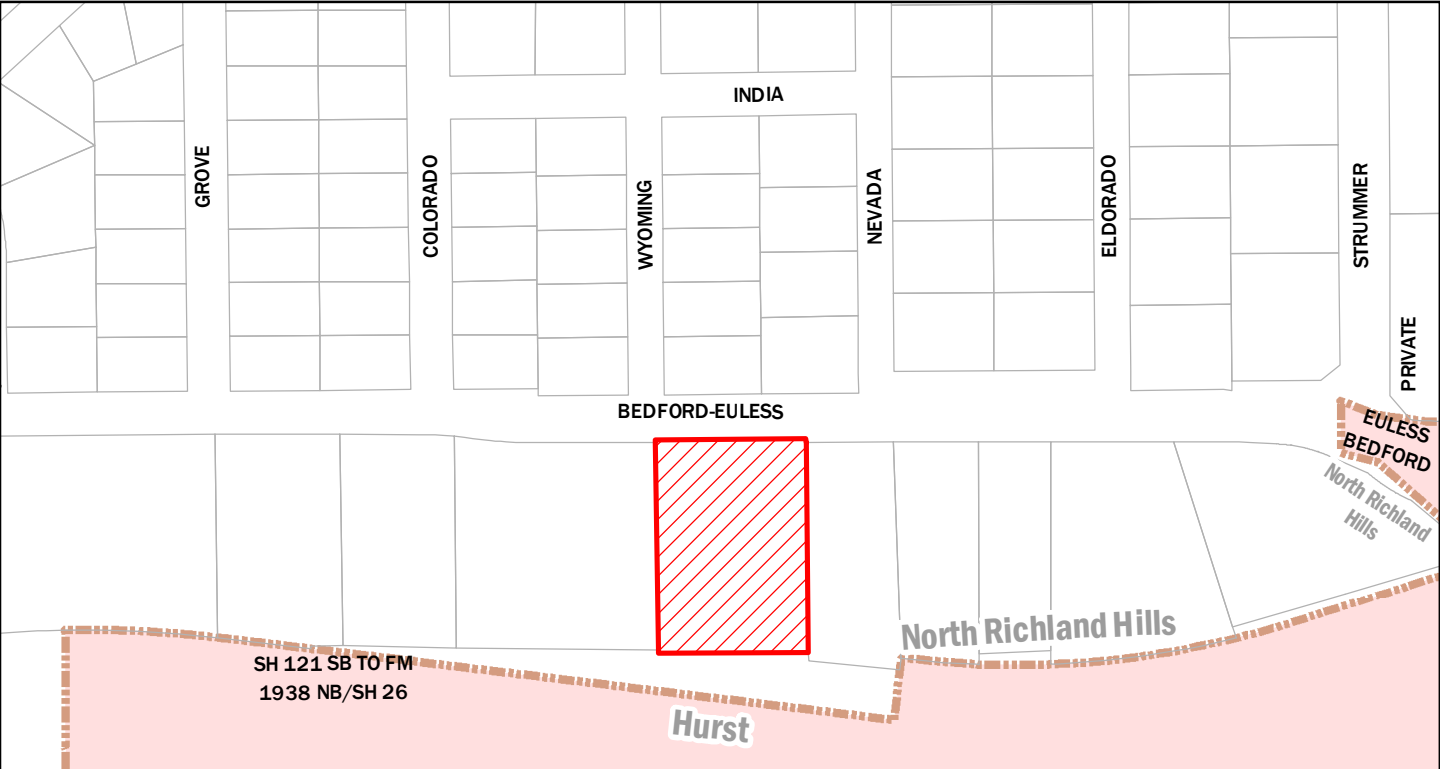 INDIA
GROVE
COLORADO
WYOMING
NEVADA
ELDORADO
STRUMMER
PRIVATE
BEDFORD-EULESS
EULESS
BEDFORD
North Richland
Hills
North Richland Hills
SH 121 SB TO FM
1938 NB/SH 26
Hurst